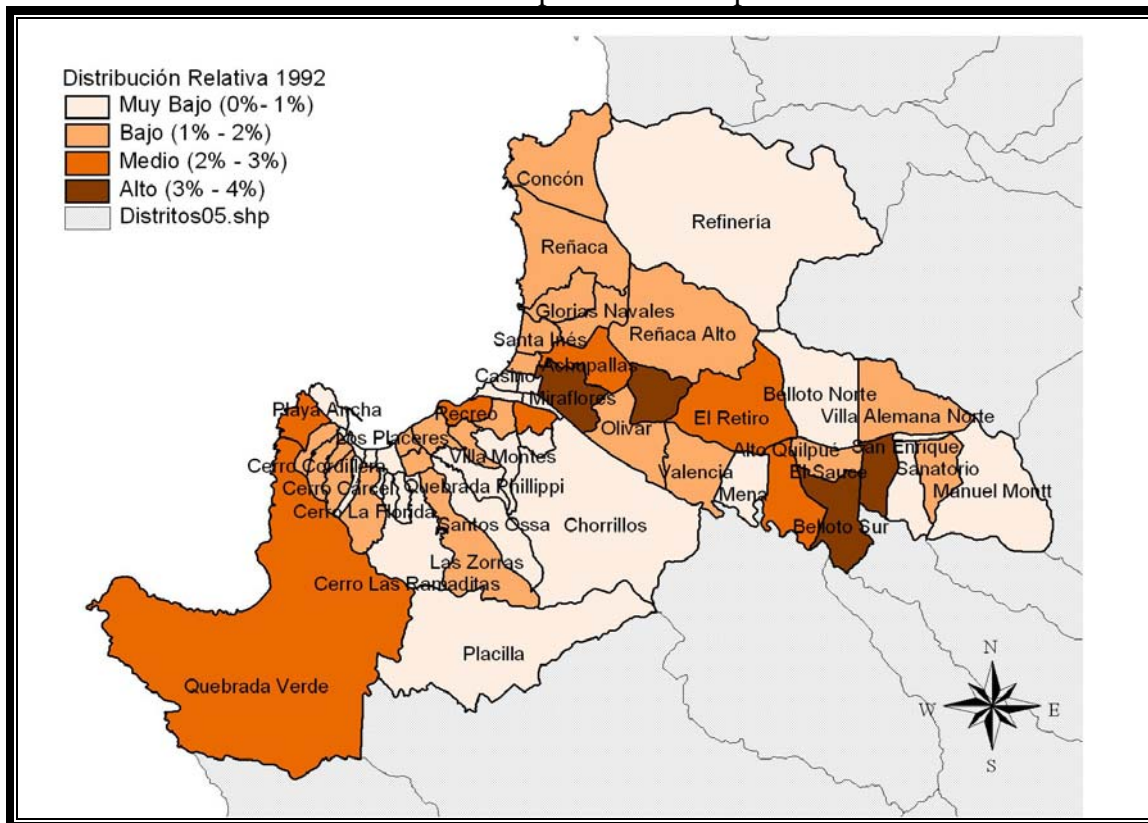 Distribución Relativa 1992
Muy Bajo (0%- 1%)
Bajo (1% - 2%)
Medio (2% - 3%)
Alto (3% - 4%)
Distritos05.shp
Concón
Refinería
Reñaca
Glorias Navales
Reñaca Alto
Santa Inés
Achupallas
Casino
Miraflores
Belloto Norte
Playa Ancha
Recreo
El Retiro
Villa Alemana Norte
Los Placeres
Olivar
Alto Quilpué
San Enrique
Cerro Cordillera
Villa Montes
Valencia
El Sauce
Sanatorio
Cerro Cárcel
Quebrada Phillippi
Mena
Manuel Montt
Cerro La Florida
Santos Ossa
Chorrillos
Belloto Sur
Las Zorras
Cerro Las Ramaditas
Placilla
Quebrada Verde
N
W
E
S